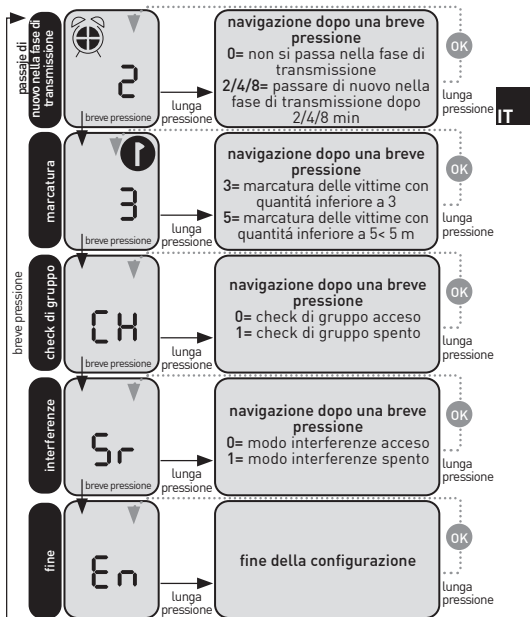 passaje di
nuovo nella fase di
trasmissione
2
breve pressione
lunga
pressione
navigazione dopo una breve
pressione
0= non si passa nella fase di
trasmissione
2/4/8= passare di nuovo nella
fase di transmissione dopo
2/4/8 min
OK
lunga
pressione
IT
marcatura
3
breve pressione
lunga
pressione
navigazione dopo una breve
pressione
3= marcatura delle vittime con
quantitá inferiore a 3
5= marcatura delle vittime con
quantitá inferiore a 5< 5 m
OK
lunga
pressione
breve pressione
check di gruppo
CH
breve pressione
lunga
pressione
navigazione dopo una breve
pressione
0= check di gruppo acceso
1= check di gruppo spento
OK
lunga
pressione
interferenze
Sr
breve pressione
lunga
pressione
navigazione dopo una breve
pressione
0= modo interferenze acceso
1= modo interferenze spento
OK
lunga
pressione
fine
En
lunga
pressione
fine della configurazione
OK
lunga
pressione